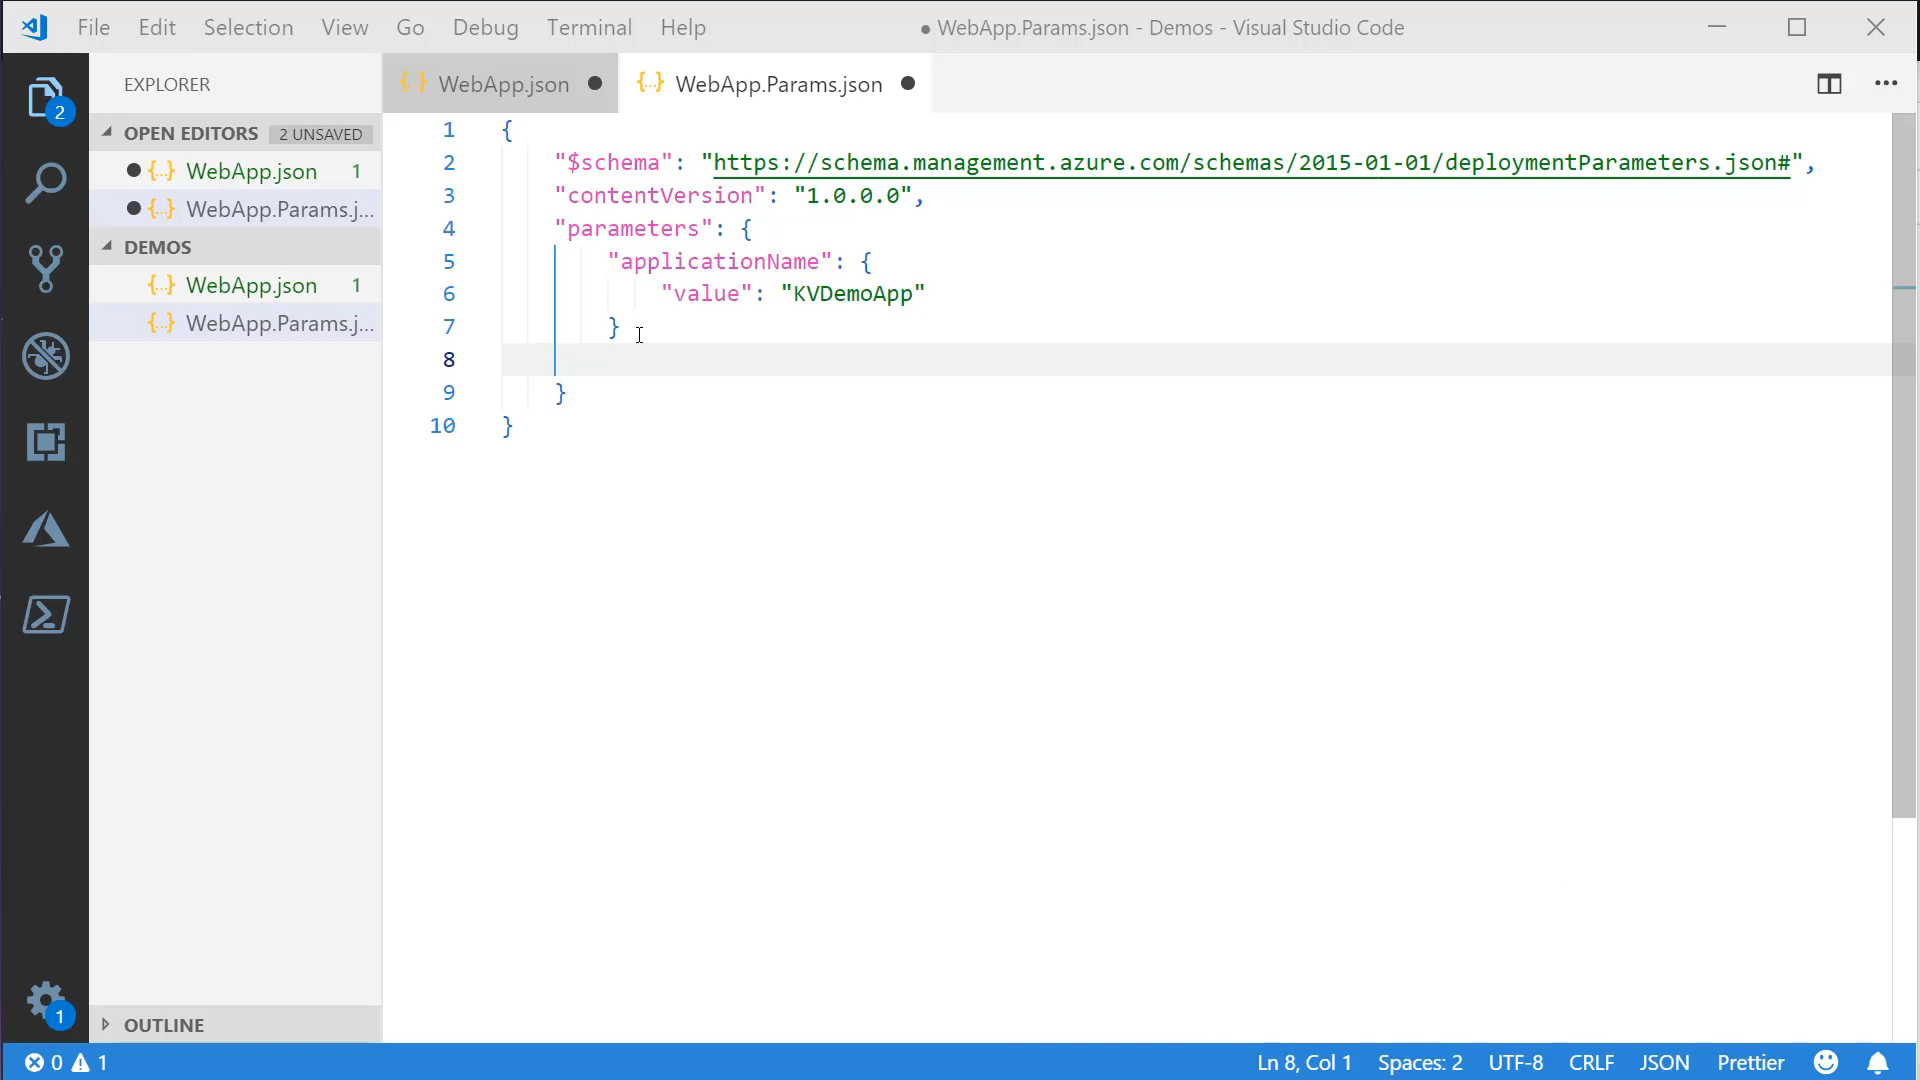 File Edit Selection View Go Debug Terminal Help ● WebApp.Params.json - Demos - Visual Studio Code
EXPLORER
OPEN EDITORS 2 UNSAVED
{..} WebApp.json 1
{..} WebApp.Params.j...
DEMOS
{..} WebApp.json 1
{..} WebApp.Params.j...
OUTLINE
2
1
{..} WebApp.json ● {..} WebApp.Params.json ●
1 {
2 "$schema": "https://schema.management.azure.com/schemas/2015-01-01/deploymentParameters.json#",
3 "contentVersion": "1.0.0.0",
4 "parameters": {
5 "applicationName": {
6 "value": "KVDemoApp"
7 }
8
9 }
10 }
0 1 Ln 8, Col 1 Spaces: 2 UTF-8 CRLF JSON Prettier